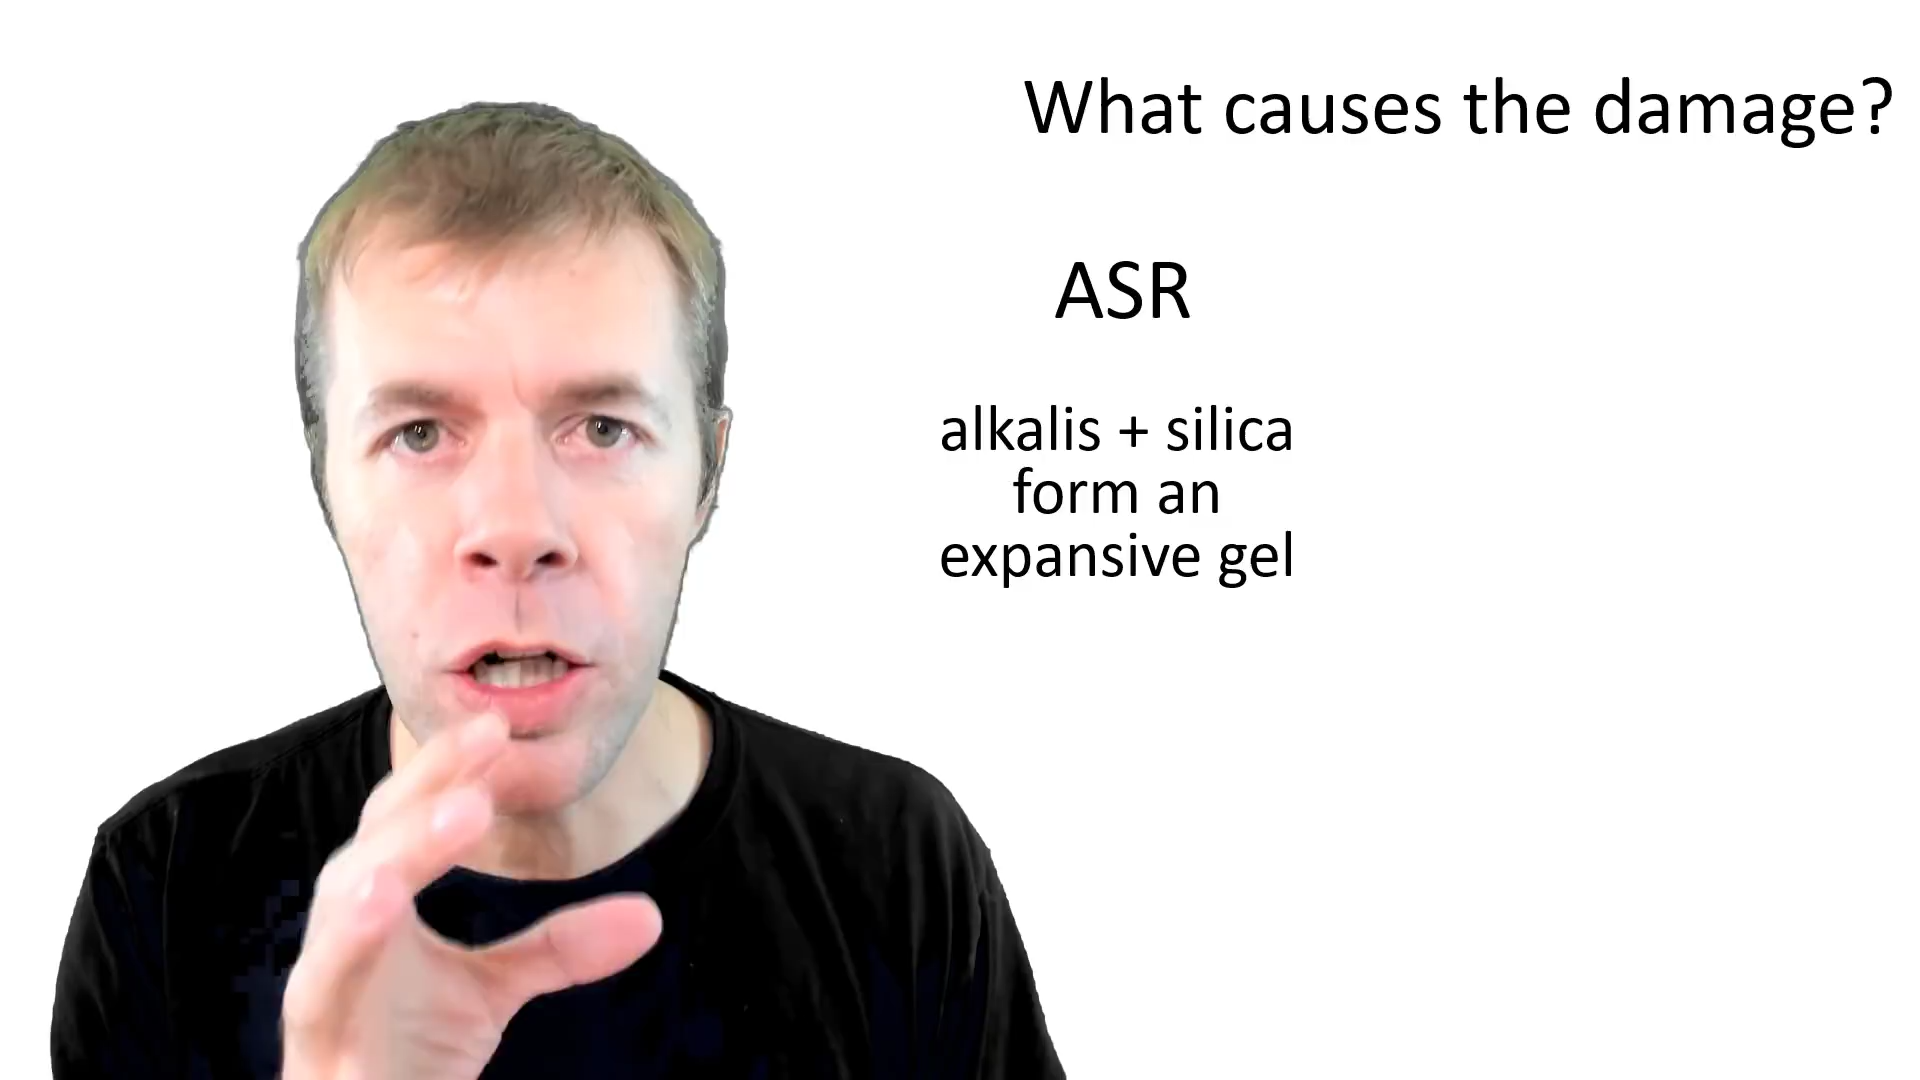 What causes the damage?
ASR
alkalis + silica
form an
expansive gel